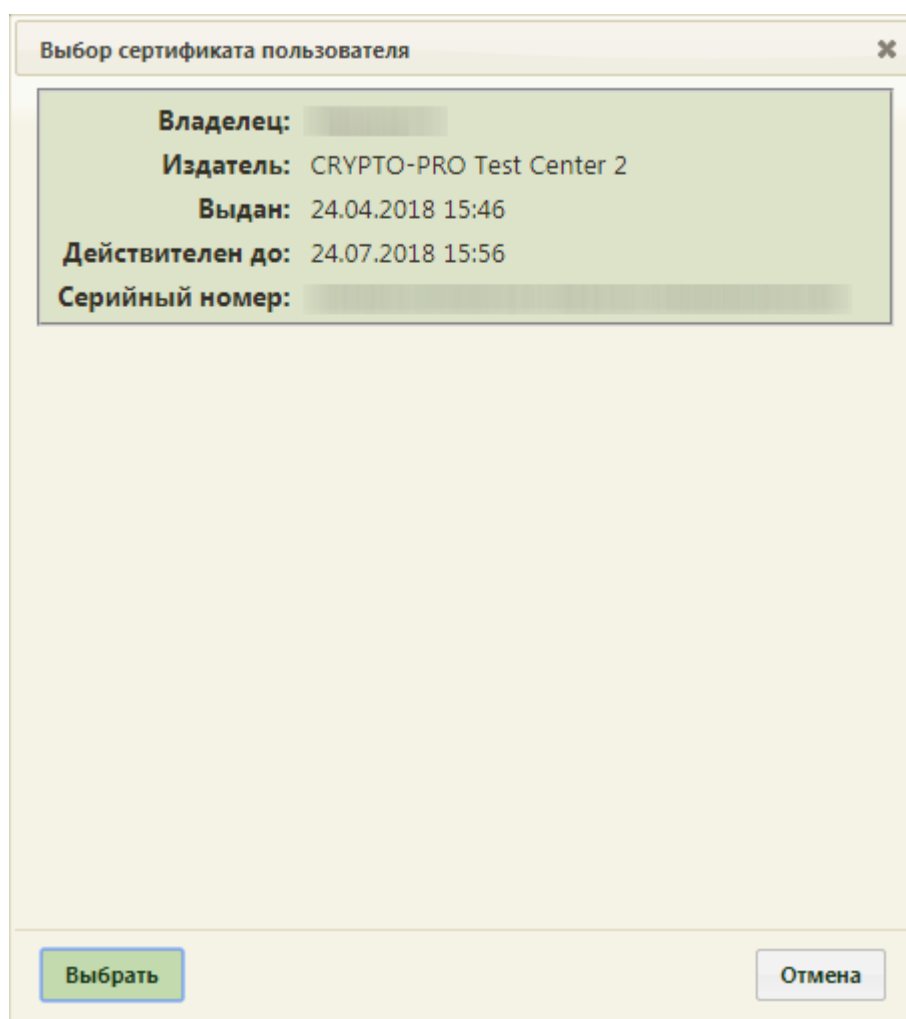 Выбор сертификата пользователя
Владелец:
Издатель: CRYPTO-PRO Test Center 2
Выдан: 24.04.2018 15:46
Действителен до: 24.07.2018 15:56
Серийный номер:
Выбрать
Отмена